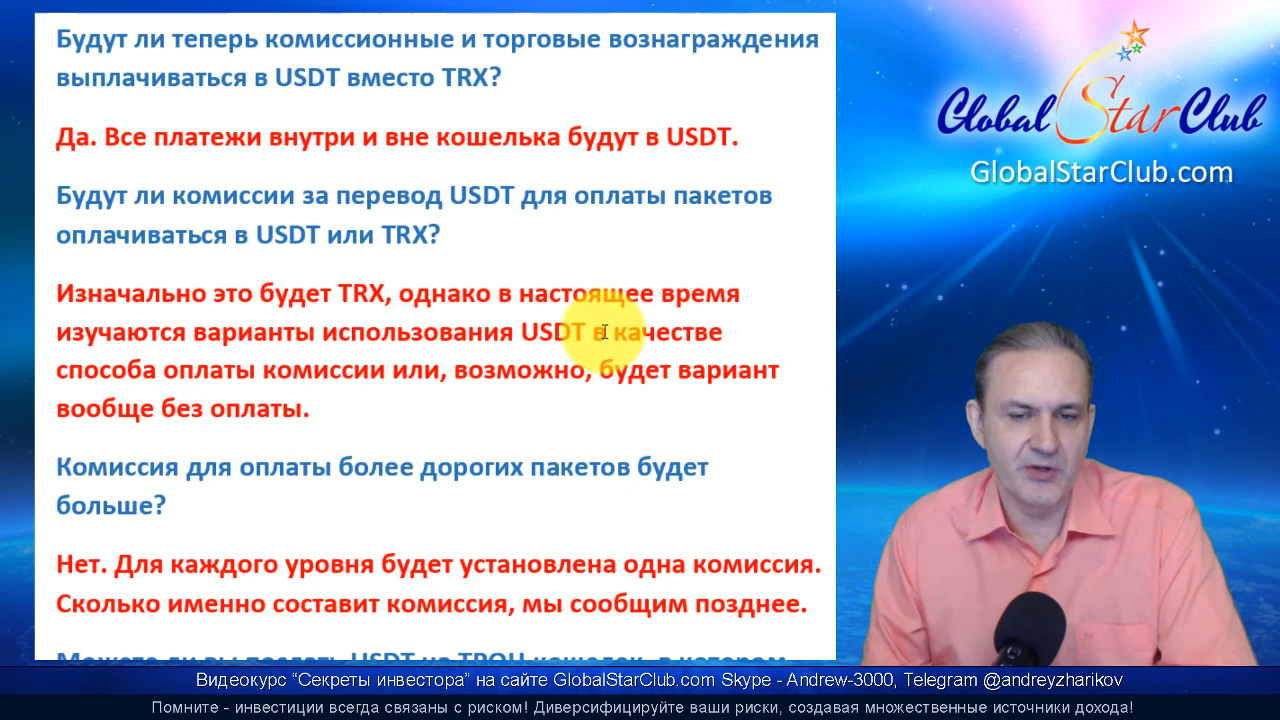 Будут ли теперь комиссионные и торговые вознаграждения
выплачиваться в USDT вместо TRX?
Да. Все платежи внутри и вне кошелька будут в USDT.
Будут ли комиссии за перевод USDT для оплаты пакетов
оплачиваться в USDT или TRX?
Изначально это будет TRX, однако в настоящее время
изучаются варианты использования USDT в качестве
способа оплаты комиссии или, возможно, будет вариант
вообще без оплаты.
Комиссия для оплаты более дорогих пакетов будет
больше?
Нет. Для каждого уровня будет установлена одна комиссия.
Сколько именно составит комиссия, мы сообщим позднее.
Global Star Club
GlobalStarClub.com
Видеокурс “Секреты инвестора” на сайте GlobalStarClub.com Skype - Andrew-3000, Telegram @andreyzharikov
Помните - инвестиции всегда связаны с риском! Диверсифицируйте ваши риски, создавая множественные источники дохода!